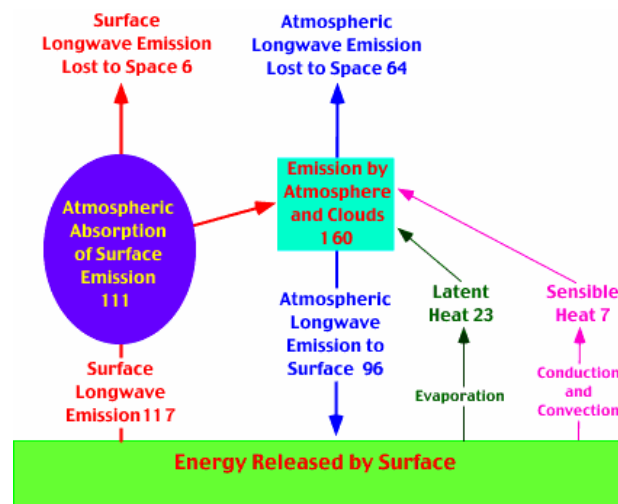 Surface
Longwave Emission
Lost to Space 6
Atmospheric
Longwave Emission
Lost to Space 64
Atmospheric
Absorption
of Surface
Emission
111
Emission by
Atmosphere
and Clouds
160
Surface
Longwave
Emission 117
Atmospheric
Longwave
Emission to
Surface 96
Latent
Heat 23
Evaporation
Sensible
Heat 7
Conduction
and
Convection
Energy Released by Surface